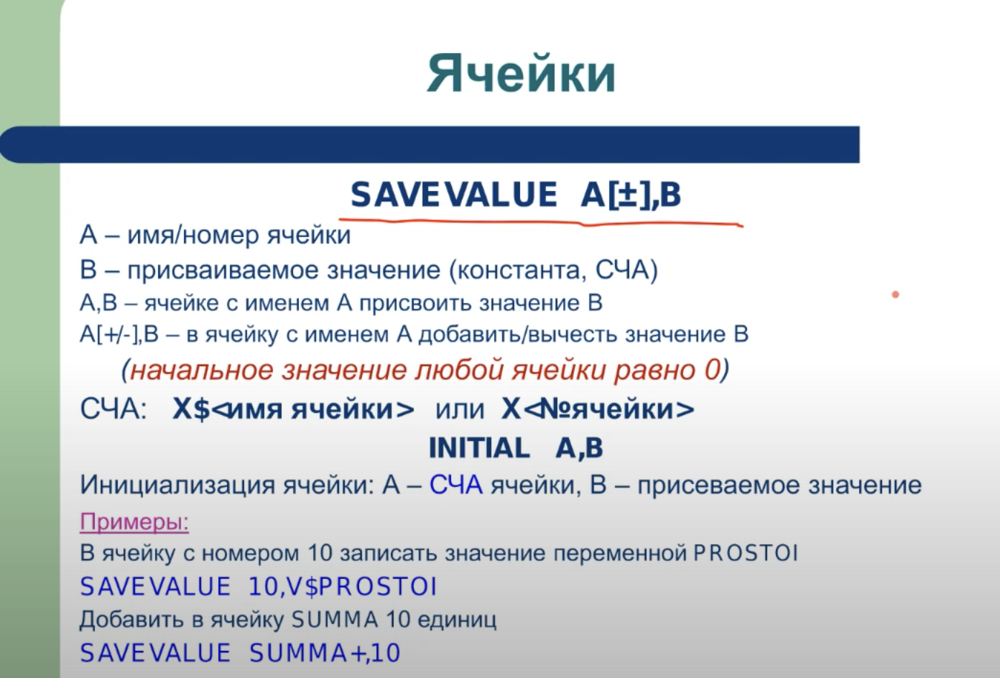 Ячейки
SAVEVALUE A[±],B
A – имя/номер ячейки
B – присваиваемое значение (константа, СЧА)
A,B – ячейке с именем A присвоить значение B
A[+/-],B – в ячейку с именем A добавить/вычесть значение B
(начальное значение любой ячейки равно 0)
СЧА: X$<имя ячейки> или X<№ячейки>
INITIAL A,B
Инициализация ячейки: A – СЧА ячейки, B – присеваемое значение
Примеры:
В ячейку с номером 10 записать значение переменной PROSTOI
SAVEVALUE 10,V$PROSTOI
Добавить в ячейку SUMMA 10 единиц
SAVEVALUE SUMMA+,10